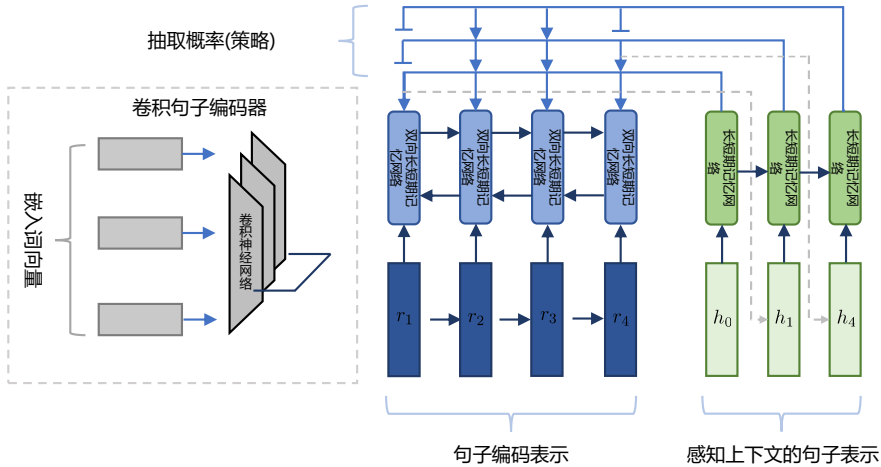 抽取概率(策略)
卷积句子编码器
嵌入词向量
卷积神经网络
双向长短期记
忆网络
双向长短期记
忆网络
双向长短期记
忆网络
双向长短期记
忆网络
长短期记忆网
络
长短期记忆网
络
长短期记忆网
络
r₁
r₂
r₃
r₄
h₀
h₁
h₄
句子编码表示
感知上下文的句子表示